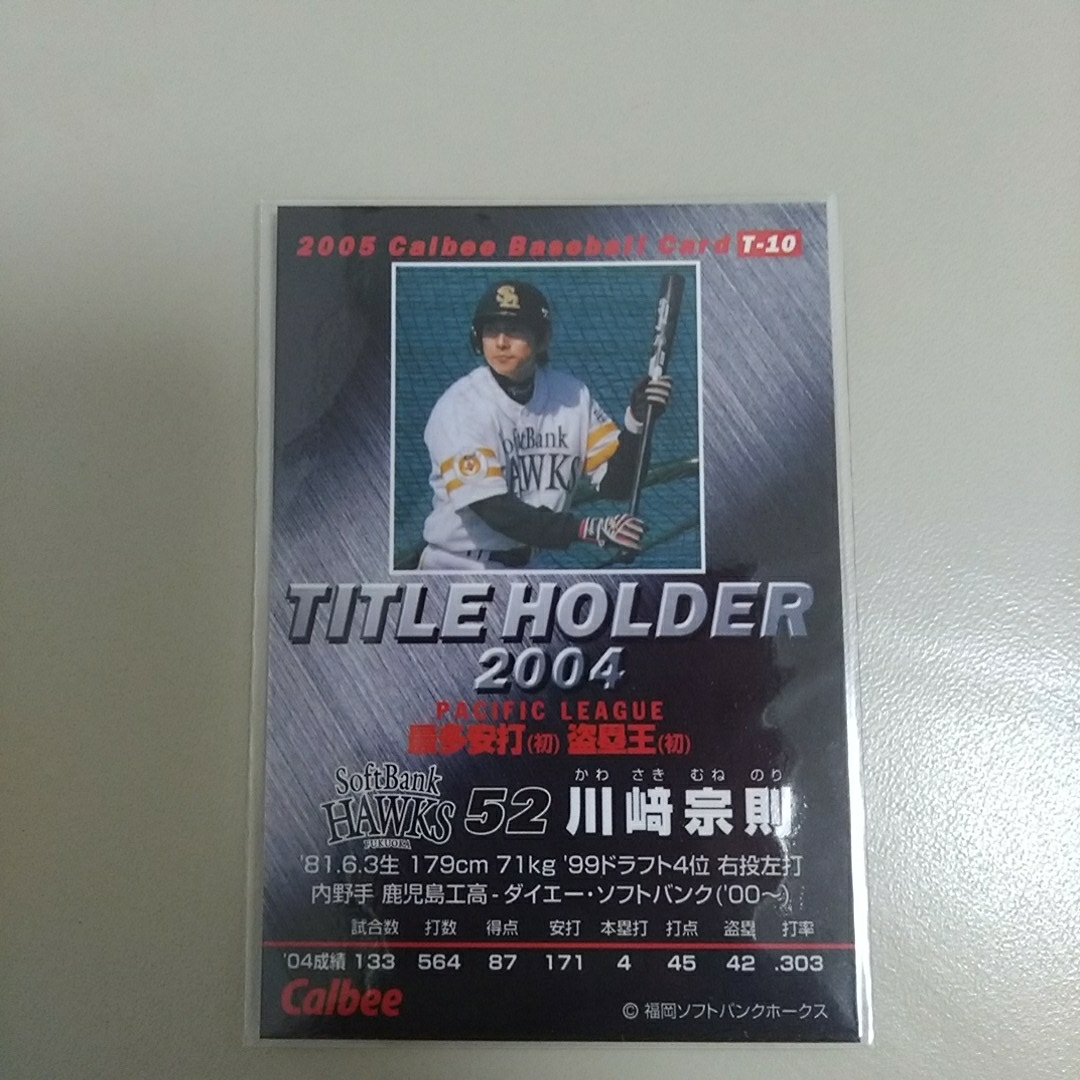 2005 Calbee Baseball Card T-10
SH
SoftBank
HAWKS
TITLE HOLDER
2004
PACIFIC LEAGUE
最多安打(初) 盗塁王(初)
かわ さき むね のり
SoftBank
HAWKS
FUKUOKA
52 川﨑宗則
'81.6.3生 179cm 71kg '99ドラフト4位 右投左打
内野手 鹿児島工高-ダイエー・ソフトバンク('00〜)
試合数 打数 得点 安打 本塁打 打点 盗塁 打率
'04成績 133 564 87 171 4 45 42 .303
Calbee
© 福岡ソフトバンクホークス